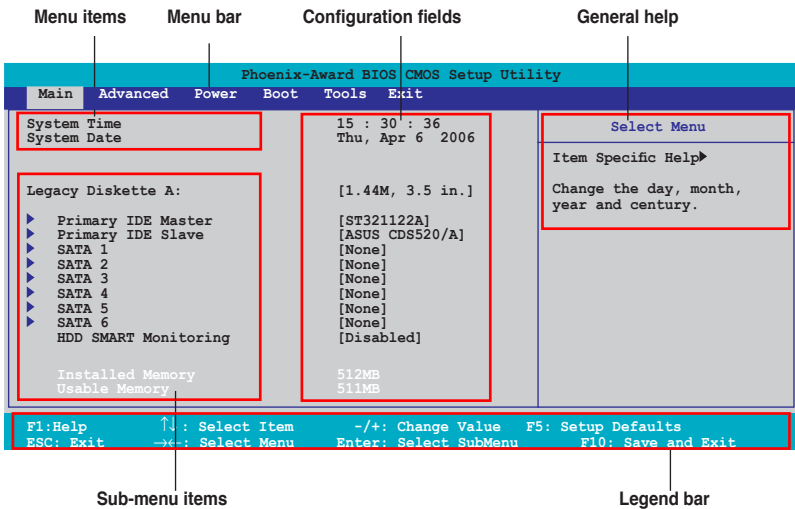 Menu items Menu bar Configuration fields General help
Phoenix-Award BIOS CMOS Setup Utility
Main Advanced Power Boot Tools Exit
System Time 15 : 30 : 36
System Date Thu, Apr 6 2006
Select Menu
Item Specific Help▶
Change the day, month,
year and century.
Legacy Diskette A: [1.44M, 3.5 in.]
Primary IDE Master [ST321122A]
Primary IDE Slave [ASUS CDS520/A]
SATA 1 [None]
SATA 2 [None]
SATA 3 [None]
SATA 4 [None]
SATA 5 [None]
SATA 6 [None]
HDD SMART Monitoring [Disabled]
Installed Memory 512MB
Usable Memory 511MB
F1:Help ↑↓: Select Item -/+: Change Value F5: Setup Defaults
ESC: Exit →←: Select Menu Enter: Select SubMenu F10: Save and Exit
Sub-menu items Legend bar